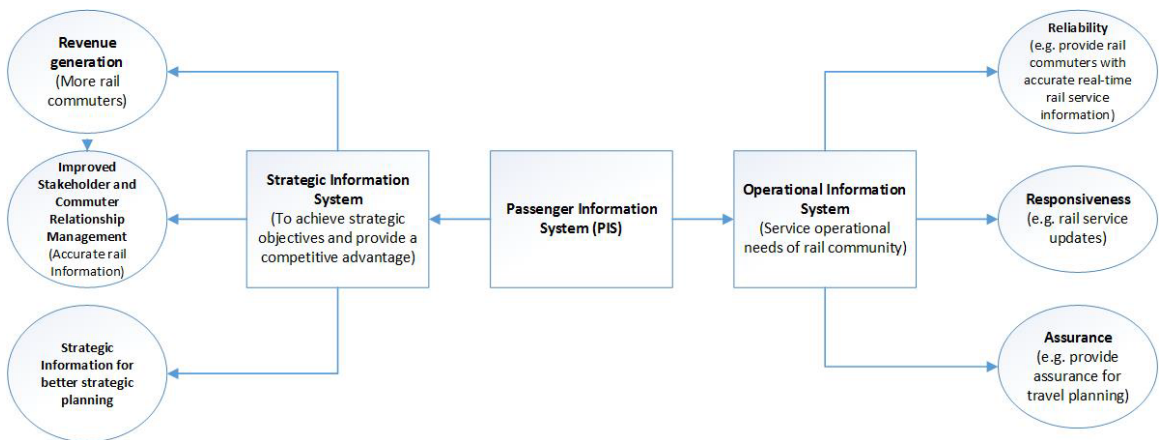 Revenue
generation
(More rail
commuters)
Improved
Stakeholder and
Commuter
Relationship
Management
(Accurate rail
Information)
Strategic
Information for
better strategic
planning
Strategic Information
System
(To achieve strategic
objectives and provide a
competitive advantage)
Passenger Information
System (PIS)
Operational Information
System
(Service operational
needs of rail community)
Reliability
(e.g. provide rail
commuters with
accurate real-time
rail service
information)
Responsiveness
(e.g. rail service
updates)
Assurance
(e.g. provide
assurance for
travel planning)